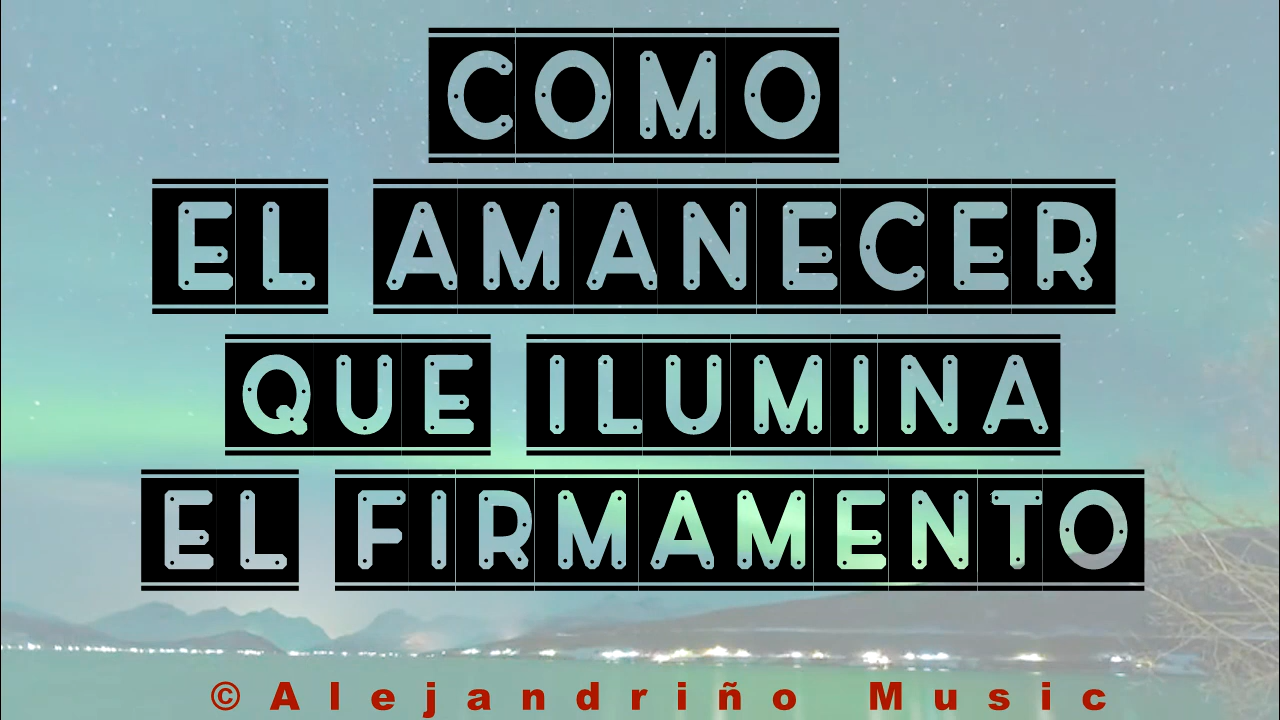 COMO
EL AMANECER
QUE ILUMINA
EL FIRMAMENTO
© Alejandriño Music